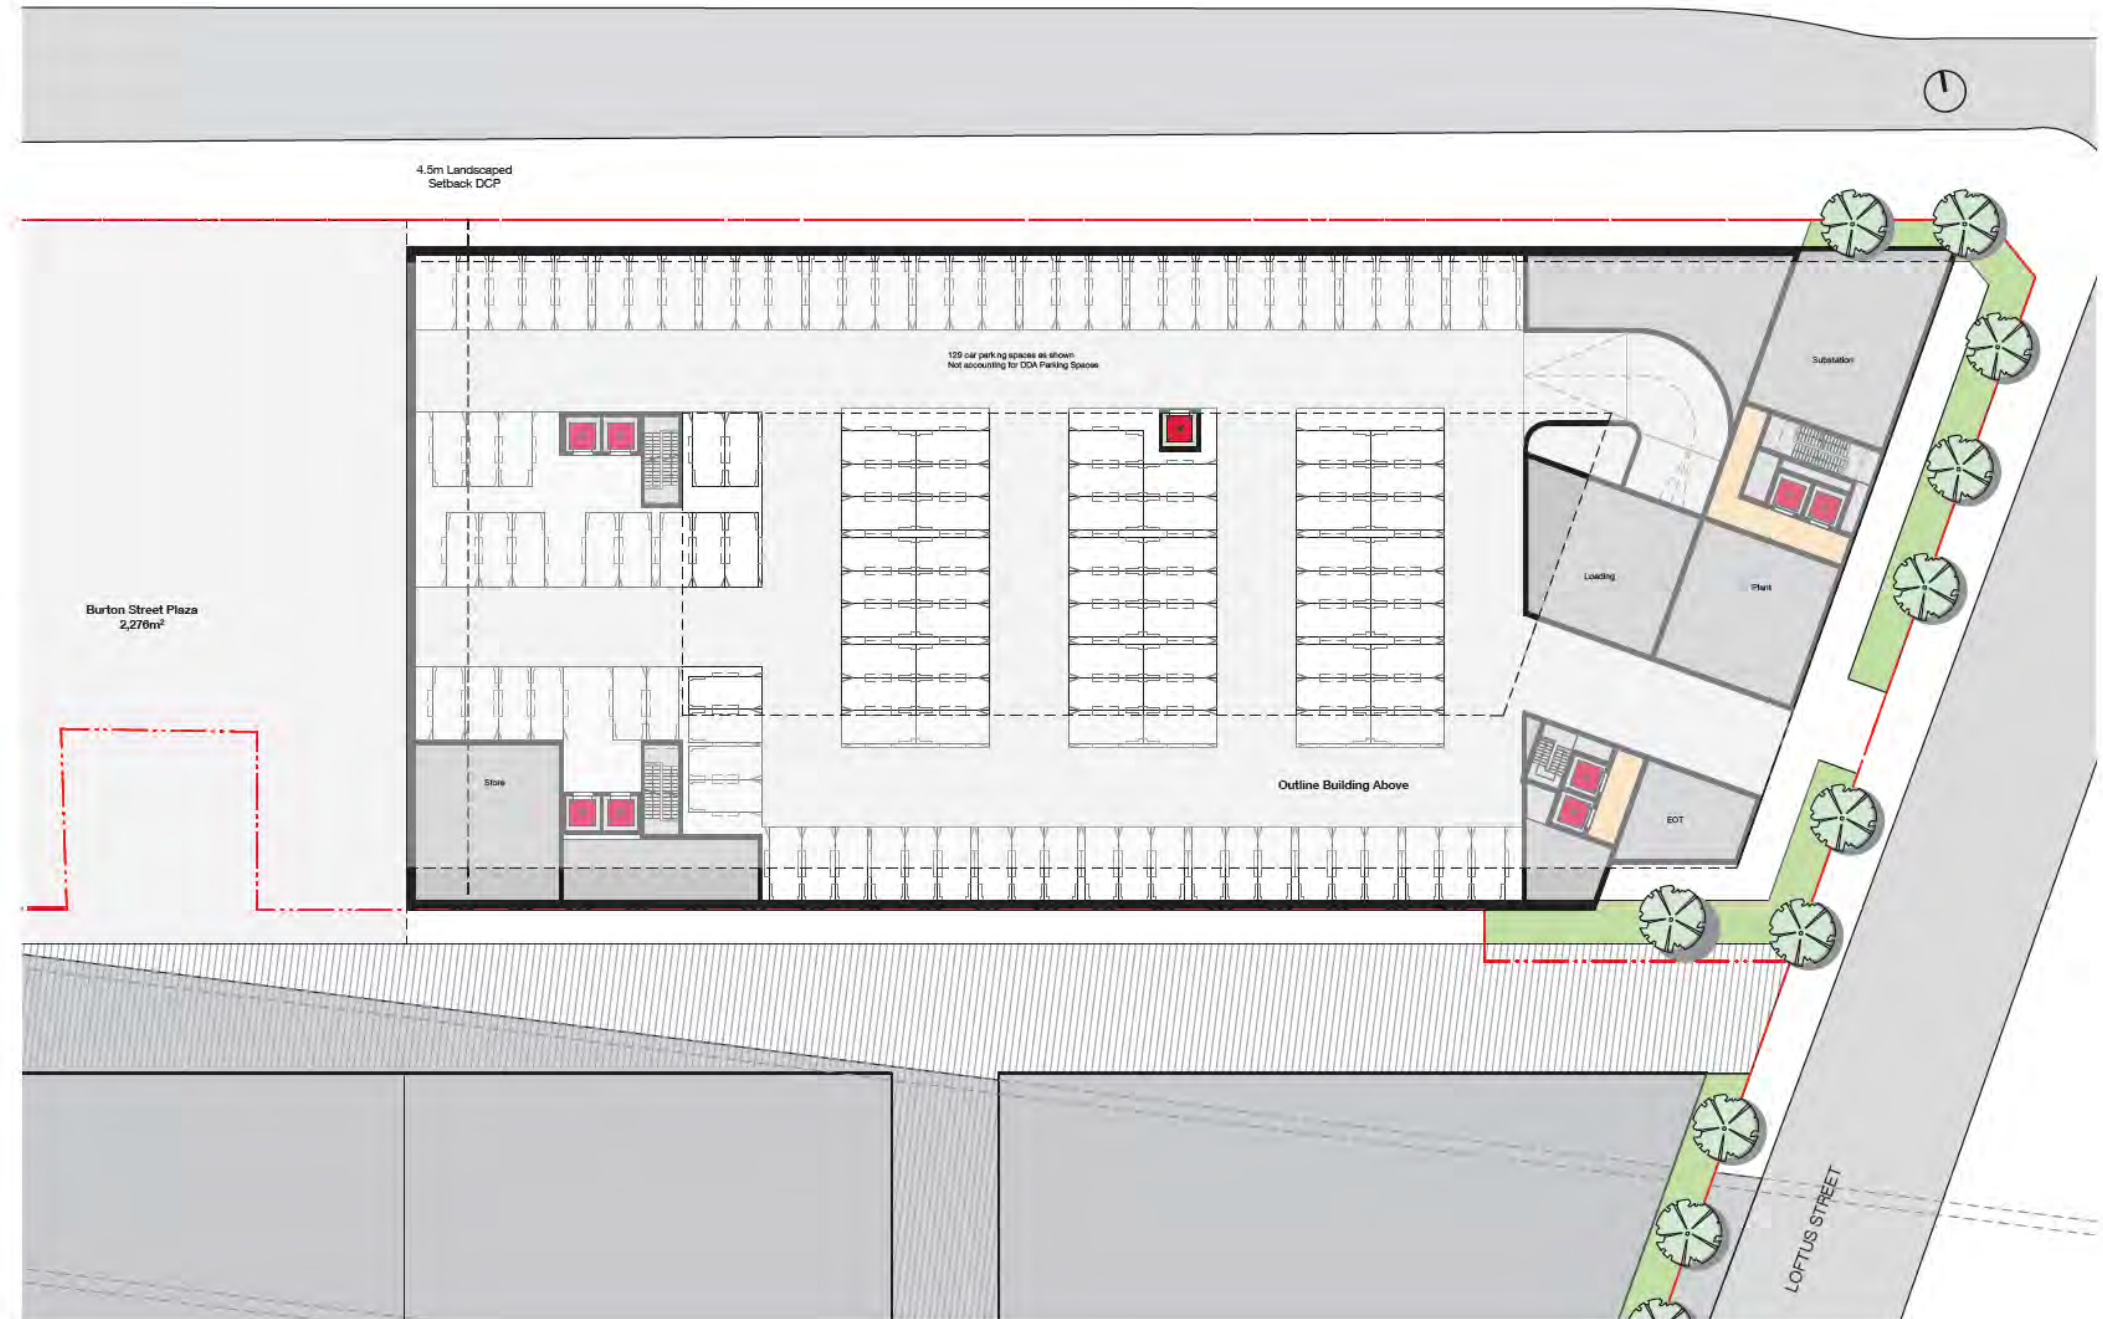 4.5m Landscaped
Setback DCP
129 car parking spaces as shown
Not accounting for DDA Parking Spaces
Substation
Loading
Plant
Burton Street Plaza
2,276m²
Store
Outline Building Above
EOT
LOFTUS STREET